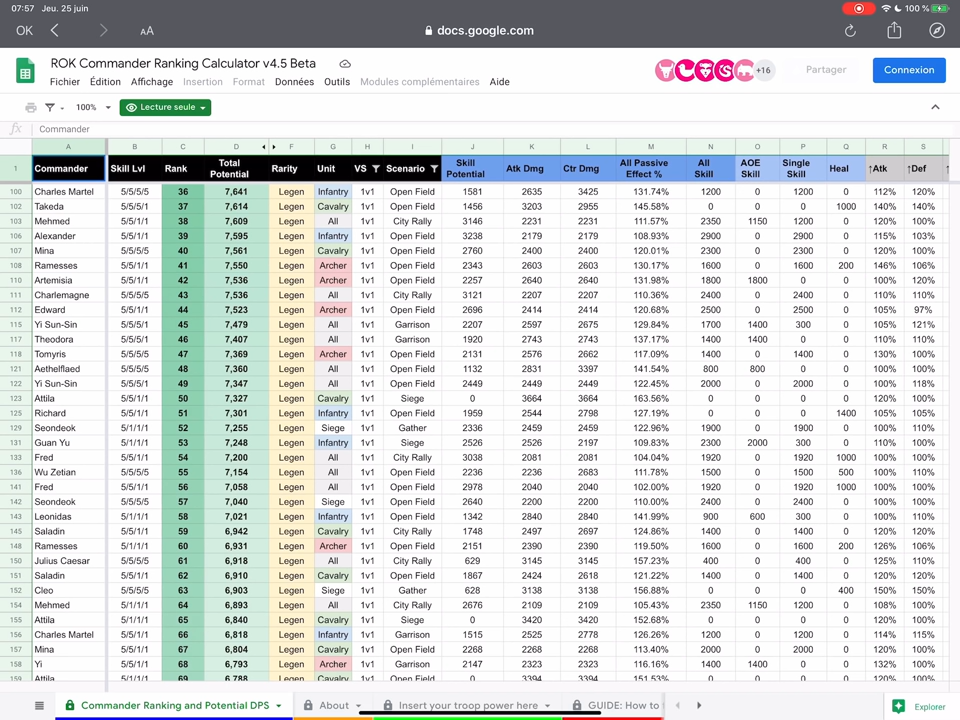 07:57 Jeu. 25 juin 100 %
OK AA docs.google.com
ROK Commander Ranking Calculator v4.5 Beta
+16 Partager Connexion
Fichier Édition Affichage Insertion Format Données Outils Modules complémentaires Aide
100% Lecture seule
fx Commander
A B C D F G H I J K L M N O P Q R S
1 Commander Skill Lvl Rank Total Potential Rarity Unit VS Scenario Skill Potential Atk Dmg Ctr Dmg All Passive Effect % All Skill AOE Skill Single Skill Heal ↑Atk ↑Def
100 Charles Martel 5/5/5/5 36 7,641 Legen Infantry 1v1 Open Field 1581 2635 3425 131.74% 1200 0 1200 0 112% 120%
102 Takeda 5/5/5/5 37 7,614 Legen Cavalry 1v1 Open Field 1456 3203 2955 145.58% 0 0 0 1000 140% 140%
103 Mehmed 5/5/1/1 38 7,609 Legen All 1v1 City Rally 3146 2231 2231 111.57% 2350 1150 1200 0 120% 100%
106 Alexander 5/5/1/1 39 7,595 Legen Infantry 1v1 Open Field 3238 2179 2179 108.93% 2900 0 2900 0 115% 103%
107 Mina 5/5/5/5 40 7,561 Legen Cavalry 1v1 Open Field 2760 2400 2400 120.01% 2300 0 2300 0 120% 100%
108 Ramesses 5/5/1/1 41 7,550 Legen Archer 1v1 Open Field 2343 2603 2603 130.17% 1600 0 1600 200 146% 106%
110 Artemisia 5/5/1/1 42 7,536 Legen Archer 1v1 Open Field 2257 2640 2640 131.98% 1800 1800 0 0 100% 120%
111 Charlemagne 5/5/5/5 43 7,536 Legen All 1v1 City Rally 3121 2207 2207 110.36% 2400 0 2400 0 110% 110%
112 Edward 5/5/1/1 44 7,523 Legen Archer 1v1 Open Field 2696 2414 2414 120.68% 2500 0 2500 0 105% 97%
115 Yi Sun-Sin 5/5/5/1 45 7,479 Legen All 1v1 Garrison 2207 2597 2675 129.84% 1700 1400 300 0 105% 121%
117 Theodora 5/5/5/1 46 7,407 Legen All 1v1 Garrison 1920 2743 2743 137.17% 1400 1400 0 0 110% 110%
118 Tomyris 5/5/5/5 47 7,369 Legen Archer 1v1 Open Field 2131 2576 2662 117.09% 1400 0 1400 0 130% 100%
121 Aethelflaed 5/5/5/1 48 7,360 Legen All 1v1 Open Field 1132 2831 3397 141.54% 800 800 0 0 100% 100%
122 Yi Sun-Sin 5/5/5/1 49 7,347 Legen All 1v1 Open Field 2449 2449 2449 122.45% 2000 0 2000 0 100% 118%
123 Attila 5/5/5/1 50 7,327 Legen Cavalry 1v1 Siege 0 3664 3664 163.56% 0 0 0 0 120% 100%
125 Richard 5/5/1/1 51 7,301 Legen Infantry 1v1 Open Field 1959 2544 2798 127.19% 0 0 0 1400 105% 105%
129 Seondeok 5/1/1/1 52 7,255 Legen Siege 1v1 Gather 2336 2459 2459 122.96% 1900 0 1900 0 100% 110%
131 Guan Yu 5/5/1/1 53 7,248 Legen Infantry 1v1 Siege 2526 2526 2197 109.83% 2300 2000 300 0 110% 100%
133 Fred 5/5/1/1 54 7,200 Legen All 1v1 City Rally 3038 2081 2081 104.04% 1920 0 1920 1000 100% 100%
136 Wu Zetian 5/5/5/5 55 7,154 Legen All 1v1 Open Field 2236 2236 2683 111.78% 1500 0 1500 500 100% 110%
141 Fred 5/5/1/1 56 7,058 Legen All 1v1 Open Field 2978 2040 2040 102.00% 1920 0 1920 1000 100% 100%
142 Seondeok 5/5/5/5 57 7,040 Legen Siege 1v1 Open Field 2640 2200 2200 110.00% 2400 0 2400 0 100% 100%
143 Leonidas 5/1/1/1 58 7,021 Legen Infantry 1v1 Open Field 1342 2840 2840 141.99% 900 600 300 0 100% 110%
145 Saladin 5/5/1/1 59 6,942 Legen Cavalry 1v1 City Rally 1748 2497 2697 124.86% 1400 0 1400 0 120% 120%
148 Ramesses 5/1/1/1 60 6,931 Legen Archer 1v1 Open Field 2151 2390 2390 119.50% 1600 0 1600 200 126% 106%
150 Julius Caesar 5/5/5/5 61 6,918 Legen All 1v1 City Rally 629 3145 3145 157.23% 400 0 400 0 125% 110%
151 Saladin 5/5/1/1 62 6,910 Legen Cavalry 1v1 Open Field 1867 2424 2618 121.22% 1400 0 1400 0 120% 120%
152 Cleo 5/5/5/5 63 6,903 Legen Siege 1v1 Gather 628 3138 3138 156.88% 0 0 0 400 150% 150%
154 Mehmed 5/1/1/1 64 6,893 Legen All 1v1 City Rally 2676 2109 2109 105.43% 2350 1150 1200 0 108% 100%
155 Attila 5/5/1/1 65 6,840 Legen Cavalry 1v1 Siege 0 3420 3420 152.68% 0 0 0 0 120% 100%
156 Charles Martel 5/5/1/1 66 6,818 Legen Infantry 1v1 Garrison 1515 2525 2778 126.26% 1200 0 1200 0 114% 115%
157 Mina 5/5/1/1 67 6,804 Legen Cavalry 1v1 Open Field 2268 2268 2268 113.40% 2000 0 2000 0 120% 100%
158 Yi 5/5/1/1 68 6,793 Legen Archer 1v1 Garrison 2147 2323 2323 116.16% 1400 1400 0 0 132% 100%
159 Attila 5/5/1/1 69 6,788 Legen Cavalry 1v1 Open Field 0 3394 3394 151.53% 0 0 0 0 120% 100%
Commander Ranking and Potential DPS About Insert your troop power here GUIDE: How to Explorer